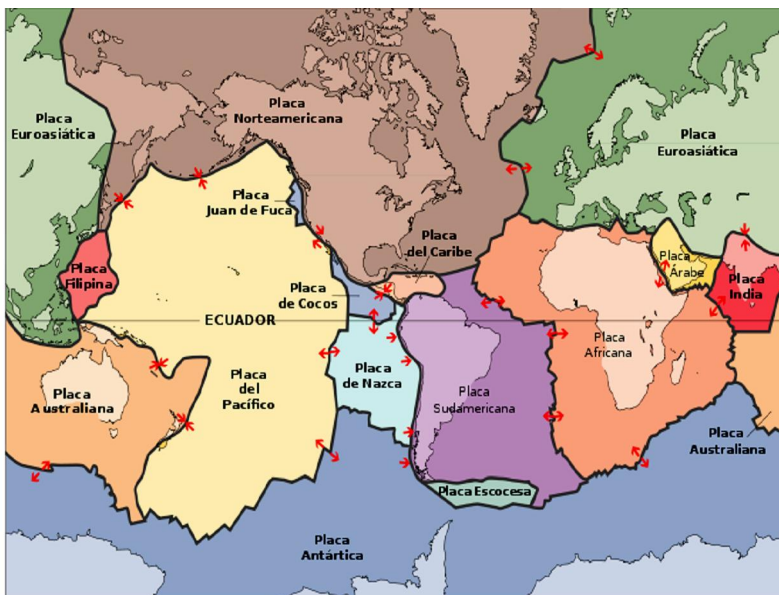 Placa
Norteamericana
Placa
Euroasiática
Placa
Euroasiática
Placa
Juan de Fuca
Placa
del Caribe
Placa
Filipina
Placa
Árabe
Placa
India
Placa
de Cocos
ECUADOR
Placa
Africana
Placa
de Nazca
Placa
del
Pacífico
Placa
Australiana
Placa
Sudamericana
Placa
Australiana
Placa Escocesa
Placa
Antártica